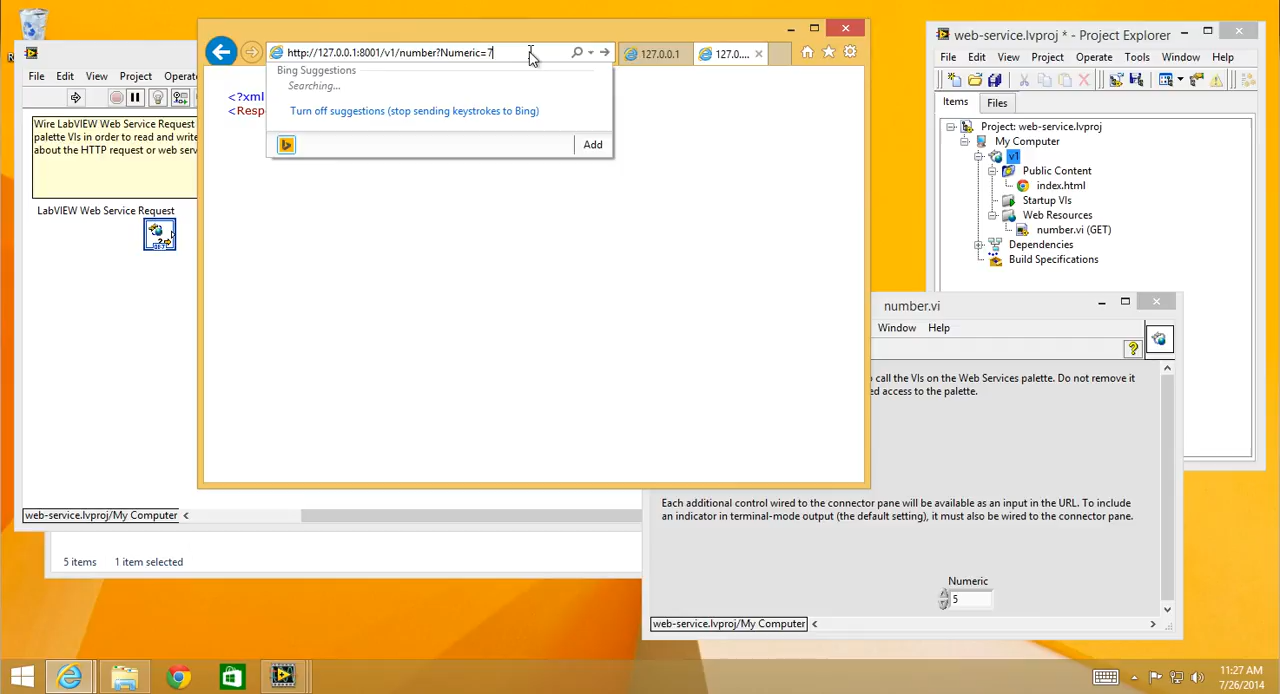 http://127.0.0.1:8001/v1/number?Numeric=7
127.0.0.1
127.0....
Bing Suggestions
Searching...
Turn off suggestions (stop sending keystrokes to Bing)
Add
<?xml
<Resp
File Edit View Project Operat
Wire LabVIEW Web Service Request
palette VIs in order to read and write
about the HTTP request or web serv
LabVIEW Web Service Request
web-service.lvproj/My Computer
5 items 1 item selected
web-service.lvproj * - Project Explorer
File Edit View Project Operate Tools Window Help
Items Files
Project: web-service.lvproj
My Computer
v1
Public Content
index.html
Startup VIs
Web Resources
number.vi (GET)
Dependencies
Build Specifications
number.vi
Window Help
call the VIs on the Web Services palette. Do not remove it
ed access to the palette.
Each additional control wired to the connector pane will be available as an input in the URL. To include
an indicator in terminal-mode output (the default setting), it must also be wired to the connector pane.
Numeric
5
web-service.lvproj/My Computer
11:27 AM
7/26/2014